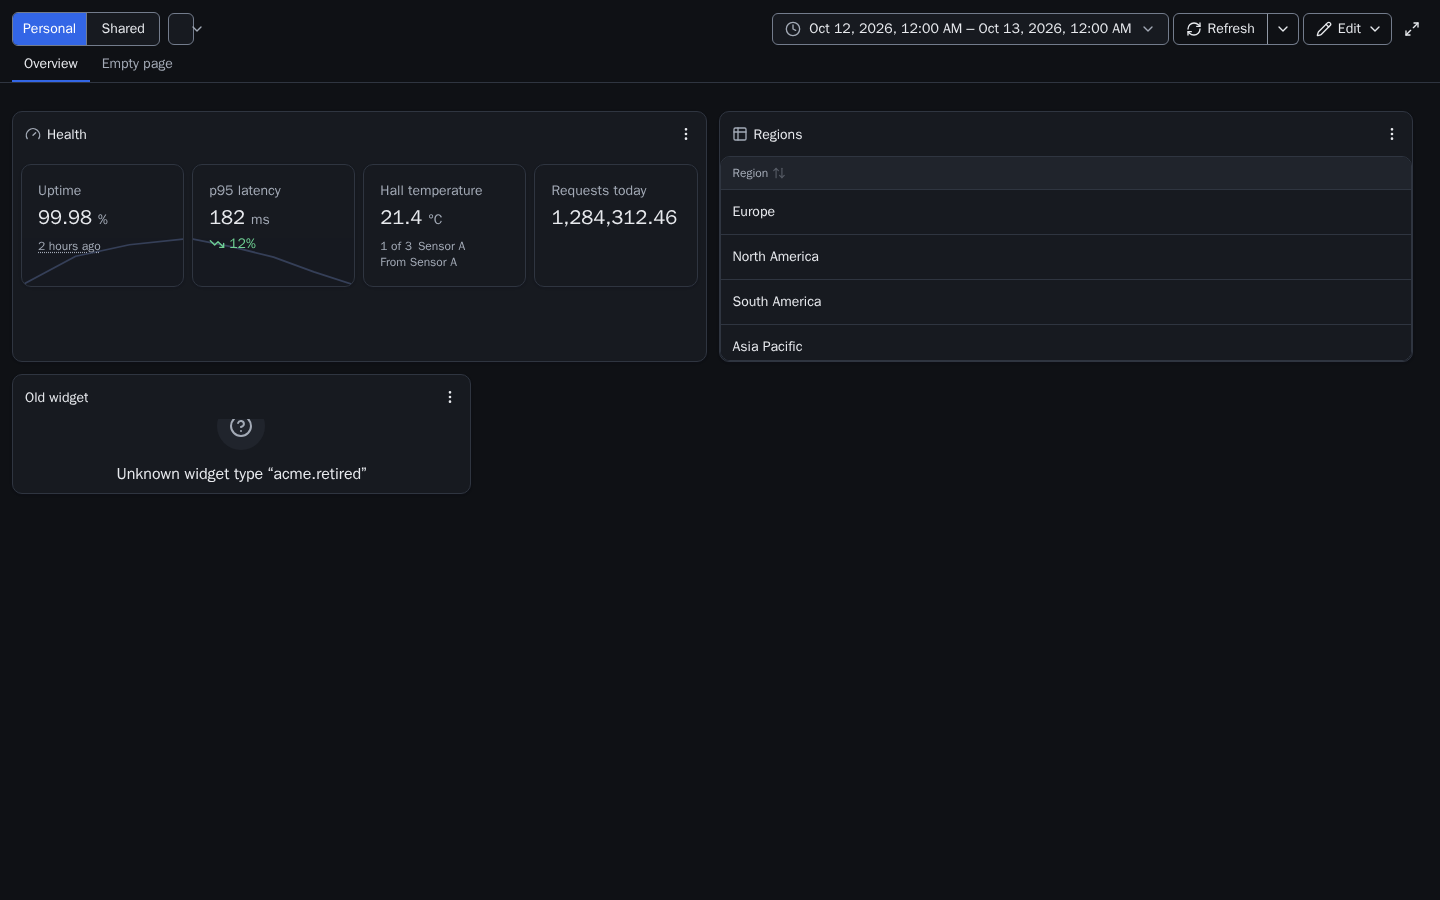 Personal
Shared
Oct 12, 2026, 12:00 AM – Oct 13, 2026, 12:00 AM
Refresh
Edit
Overview
Empty page
Health
Uptime
99.98 %
2 hours ago
p95 latency
182 ms
12%
Hall temperature
21.4 °C
1 of 3 Sensor A
From Sensor A
Requests today
1,284,312.46
Regions
Region
Europe
North America
South America
Asia Pacific
Old widget
Unknown widget type “acme.retired”